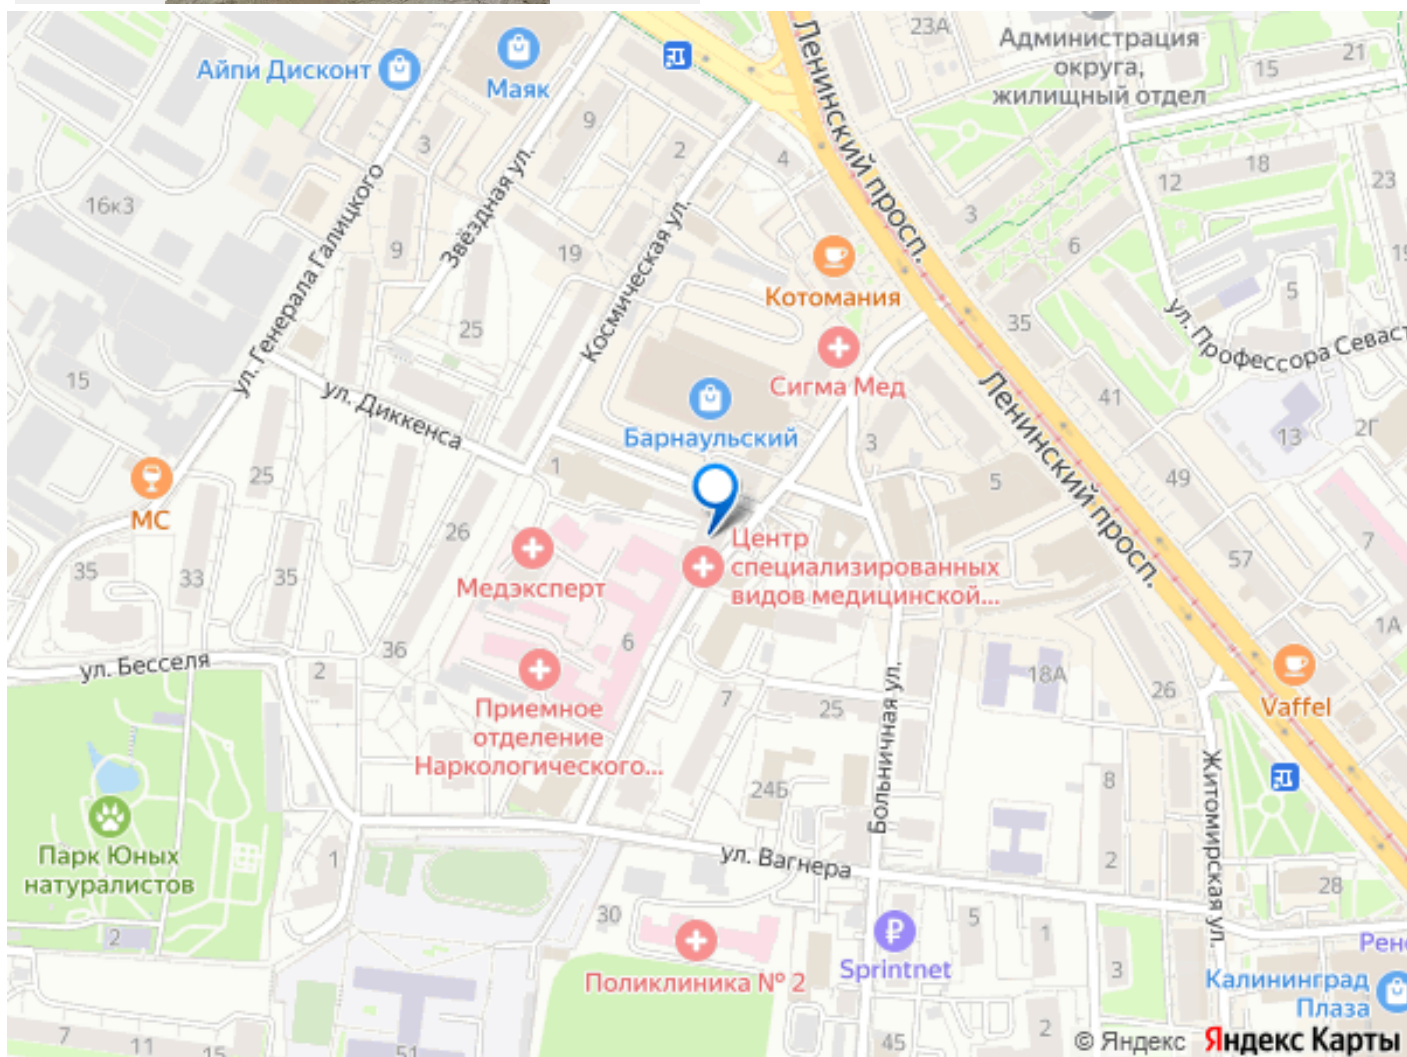 Айпи Дисконт
Маяк
23А
Администрация
округа,
жилищный отдел
15
21
Ленинский просп.
9
3
2
4
18
12
23
16к3
ул. Генерала Галицкого
Звёздная ул.
9
19
Космическая ул.
3
6
Котомания
5
25
35
ул. Профессора Севаст
15
ул. Диккенса
Сигма Мед
Ленинский просп.
41
Барнаульский
3
13
2Г
25
1
5
49
МС
26
Центр
специализированных
видов медицинской...
Медэксперт
57
7
35
33
35
6
1А
ул. Бесселя
36
2
7
25
18А
26
Vaffel
Приемное
отделение
Наркологического...
Больничная ул.
24Б
8
Житомирская ул.
Парк Юных
натуралистов
1
ул. Вагнера
2
28
2
30
5
1
3
Поликлиника № 2
Sprintnet
Рен
Калининград
Плаза
7
11
15
51
45
2
© Яндекс Яндекс Карты